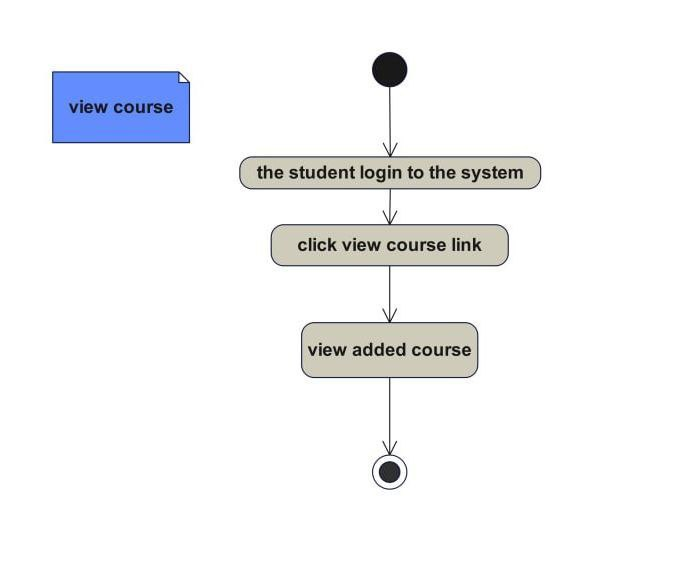 view course
the student login to the system
click view course link
view added course